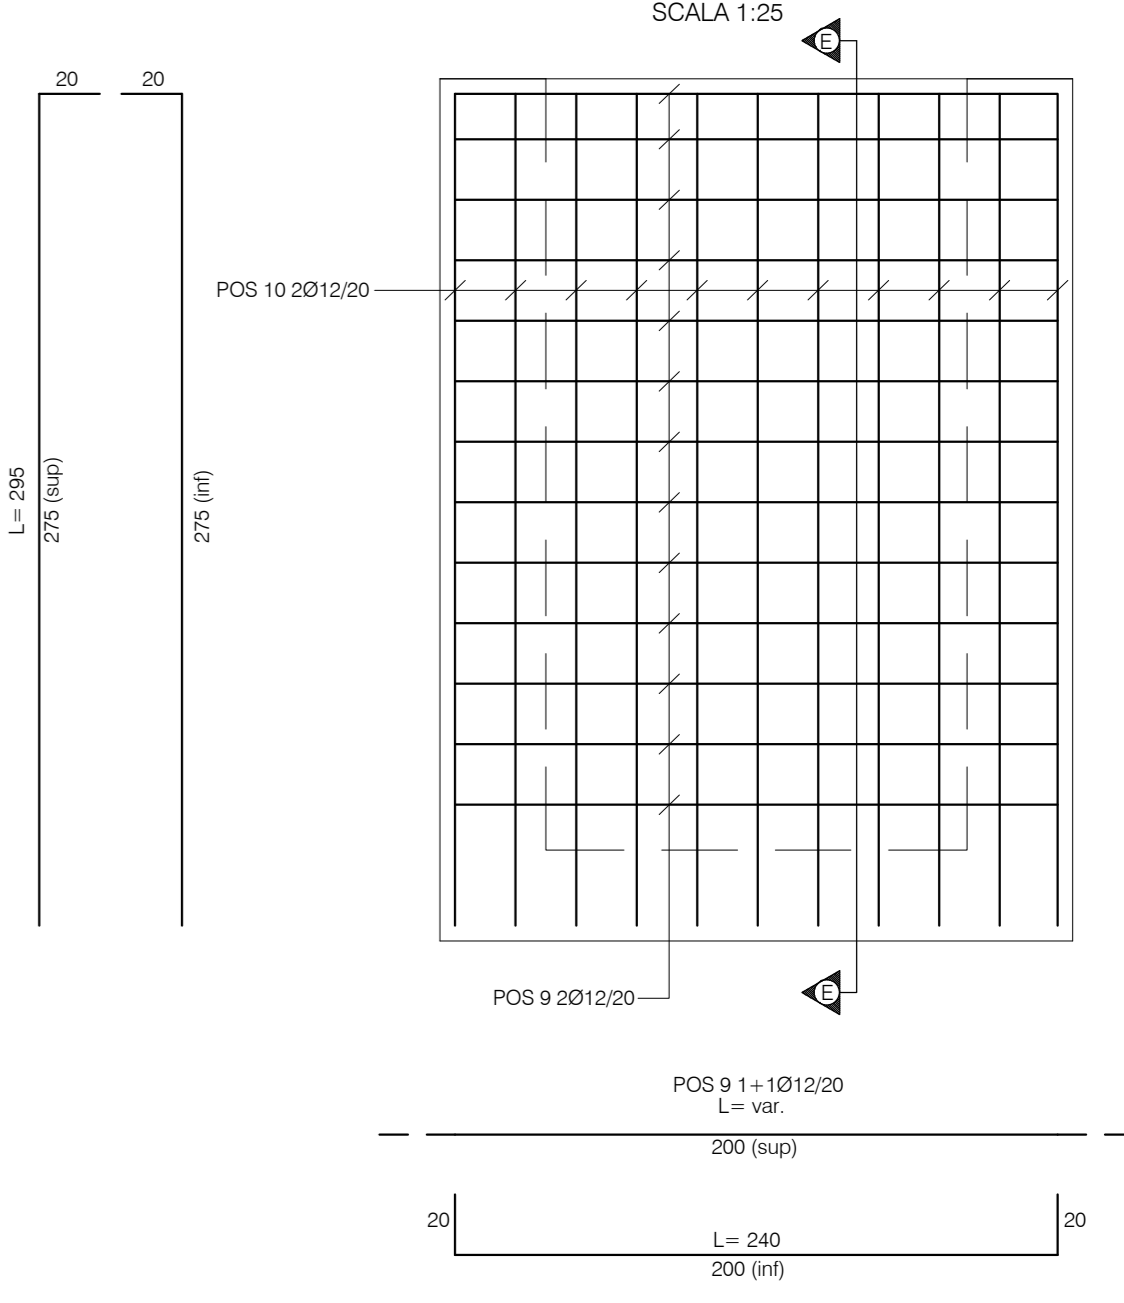 SCALA 1:25
E
20
20
POS 10 2Ø12/20
L= 295
275 (sup)
275 (inf)
POS 9 2Ø12/20
E
POS 9 1+1Ø12/20
L= var.
200 (sup)
20
20
L= 240
200 (inf)